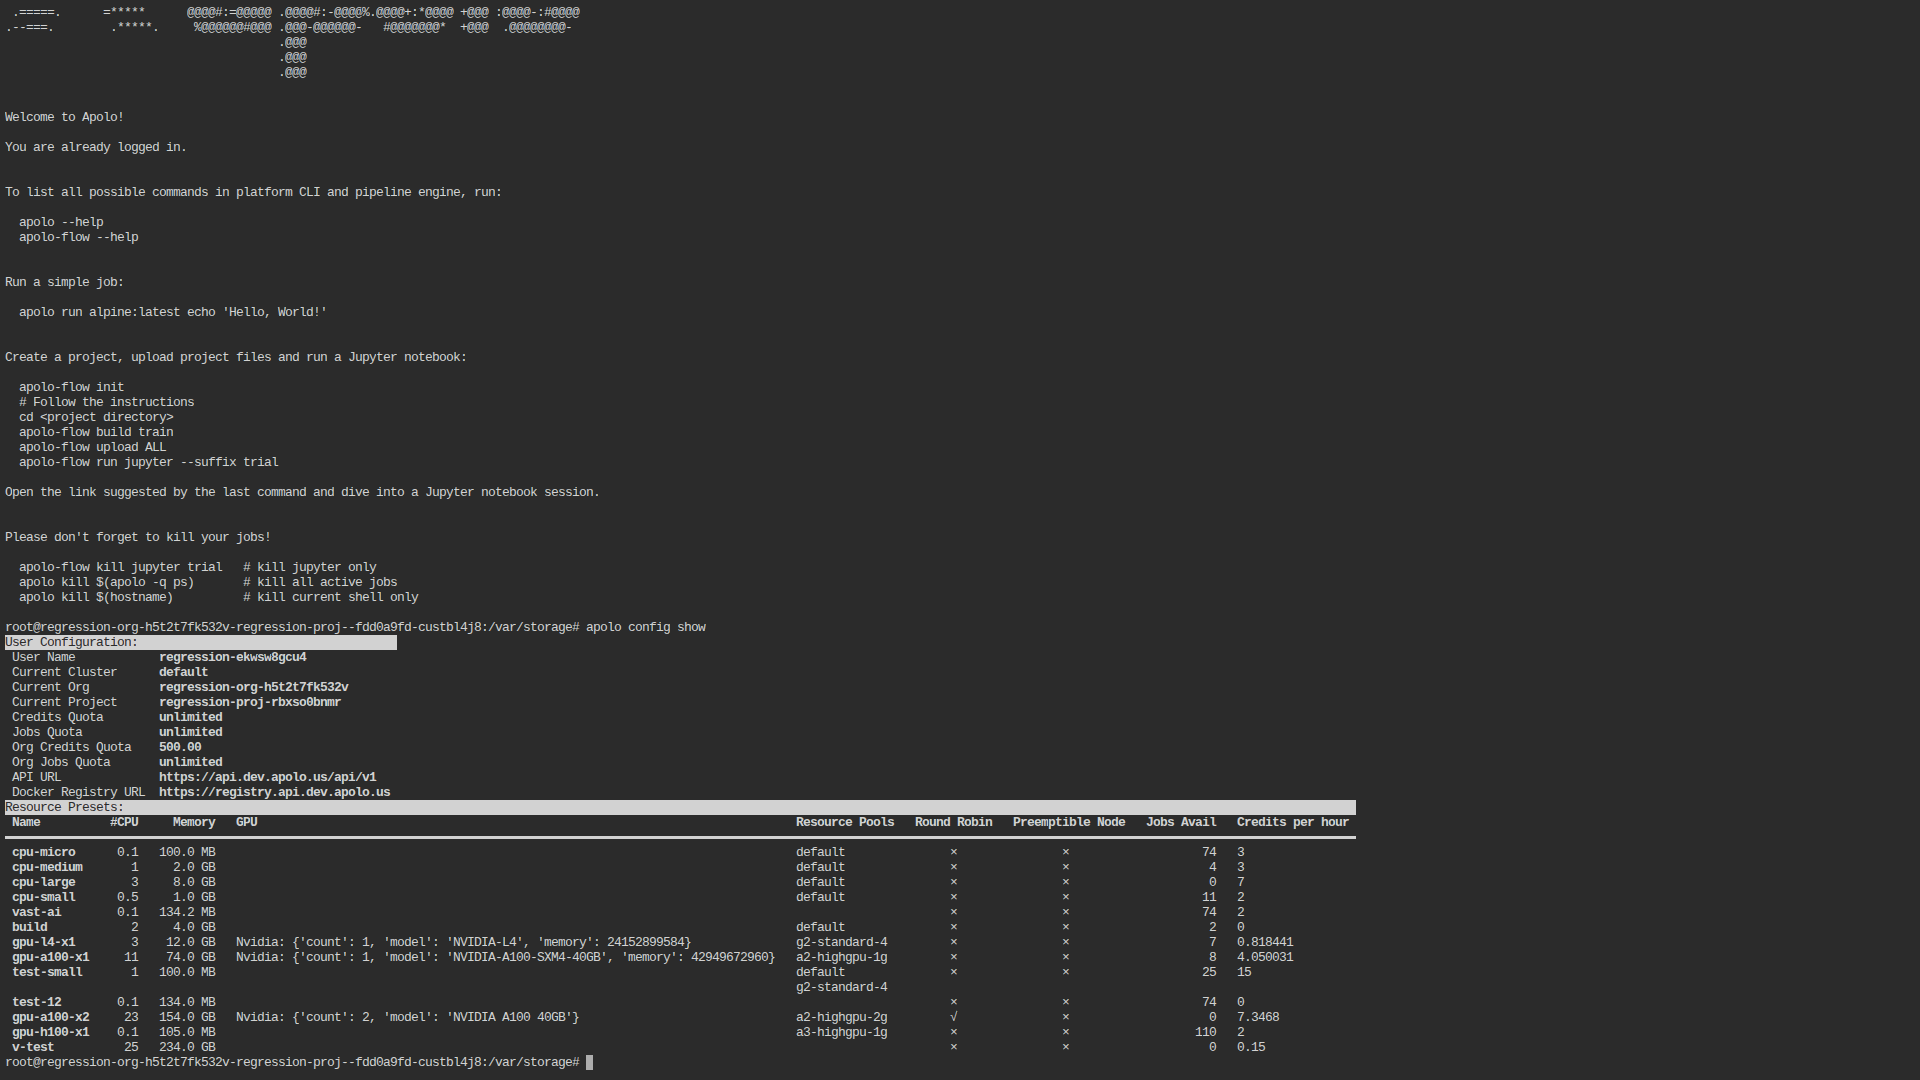 .=====.      =*****      @@@@#:=@@@@@ .@@@@#:-@@@@%.@@@@+:*@@@@ +@@@ :@@@@-:#@@@@
.--===.        .*****.     %@@@@@@#@@@ .@@@-@@@@@@-   #@@@@@@@*  +@@@  .@@@@@@@@-
.@@@
.@@@
.@@@
Welcome to Apolo!
You are already logged in.
To list all possible commands in platform CLI and pipeline engine, run:
apolo --help
apolo-flow --help
Run a simple job:
apolo run alpine:latest echo 'Hello, World!'
Create a project, upload project files and run a Jupyter notebook:
apolo-flow init
# Follow the instructions
cd <project directory>
apolo-flow build train
apolo-flow upload ALL
apolo-flow run jupyter --suffix trial
Open the link suggested by the last command and dive into a Jupyter notebook session.
Please don't forget to kill your jobs!
apolo-flow kill jupyter trial   # kill jupyter only
apolo kill $(apolo -q ps)       # kill all active jobs
apolo kill $(hostname)          # kill current shell only
root@regression-org-h5t2t7fk532v-regression-proj--fdd0a9fd-custbl4j8:/var/storage# apolo config show
User Configuration:
User Name            regression-ekwsw8gcu4
Current Cluster      default
Current Org          regression-org-h5t2t7fk532v
Current Project      regression-proj-rbxso0bnmr
Credits Quota        unlimited
Jobs Quota           unlimited
Org Credits Quota    500.00
Org Jobs Quota       unlimited
API URL              https://api.dev.apolo.us/api/v1
Docker Registry URL  https://registry.api.dev.apolo.us
Resource Presets:
Name          #CPU     Memory   GPU   Resource Pools   Round Robin   Preemptible Node   Jobs Avail   Credits per hour
cpu-micro      0.1   100.0 MB   default   ×   ×   74   3
cpu-medium       1     2.0 GB   default   ×   ×   4   3
cpu-large        3     8.0 GB   default   ×   ×   0   7
cpu-small      0.5     1.0 GB   default   ×   ×   11   2
vast-ai        0.1   134.2 MB   ×   ×   74   2
build            2     4.0 GB   default   ×   ×   2   0
gpu-l4-x1        3    12.0 GB   Nvidia: {'count': 1, 'model': 'NVIDIA-L4', 'memory': 24152899584}   g2-standard-4   ×   ×   7   0.818441
gpu-a100-x1     11    74.0 GB   Nvidia: {'count': 1, 'model': 'NVIDIA-A100-SXM4-40GB', 'memory': 42949672960}   a2-highgpu-1g   ×   ×   8   4.050031
test-small       1   100.0 MB   default   ×   ×   25   15
g2-standard-4
test-12        0.1   134.0 MB   ×   ×   74   0
gpu-a100-x2     23   154.0 GB   Nvidia: {'count': 2, 'model': 'NVIDIA A100 40GB'}   a2-highgpu-2g   √   ×   0   7.3468
gpu-h100-x1    0.1   105.0 MB   a3-highgpu-1g   ×   ×   110   2
v-test          25   234.0 GB   ×   ×   0   0.15
root@regression-org-h5t2t7fk532v-regression-proj--fdd0a9fd-custbl4j8:/var/storage#